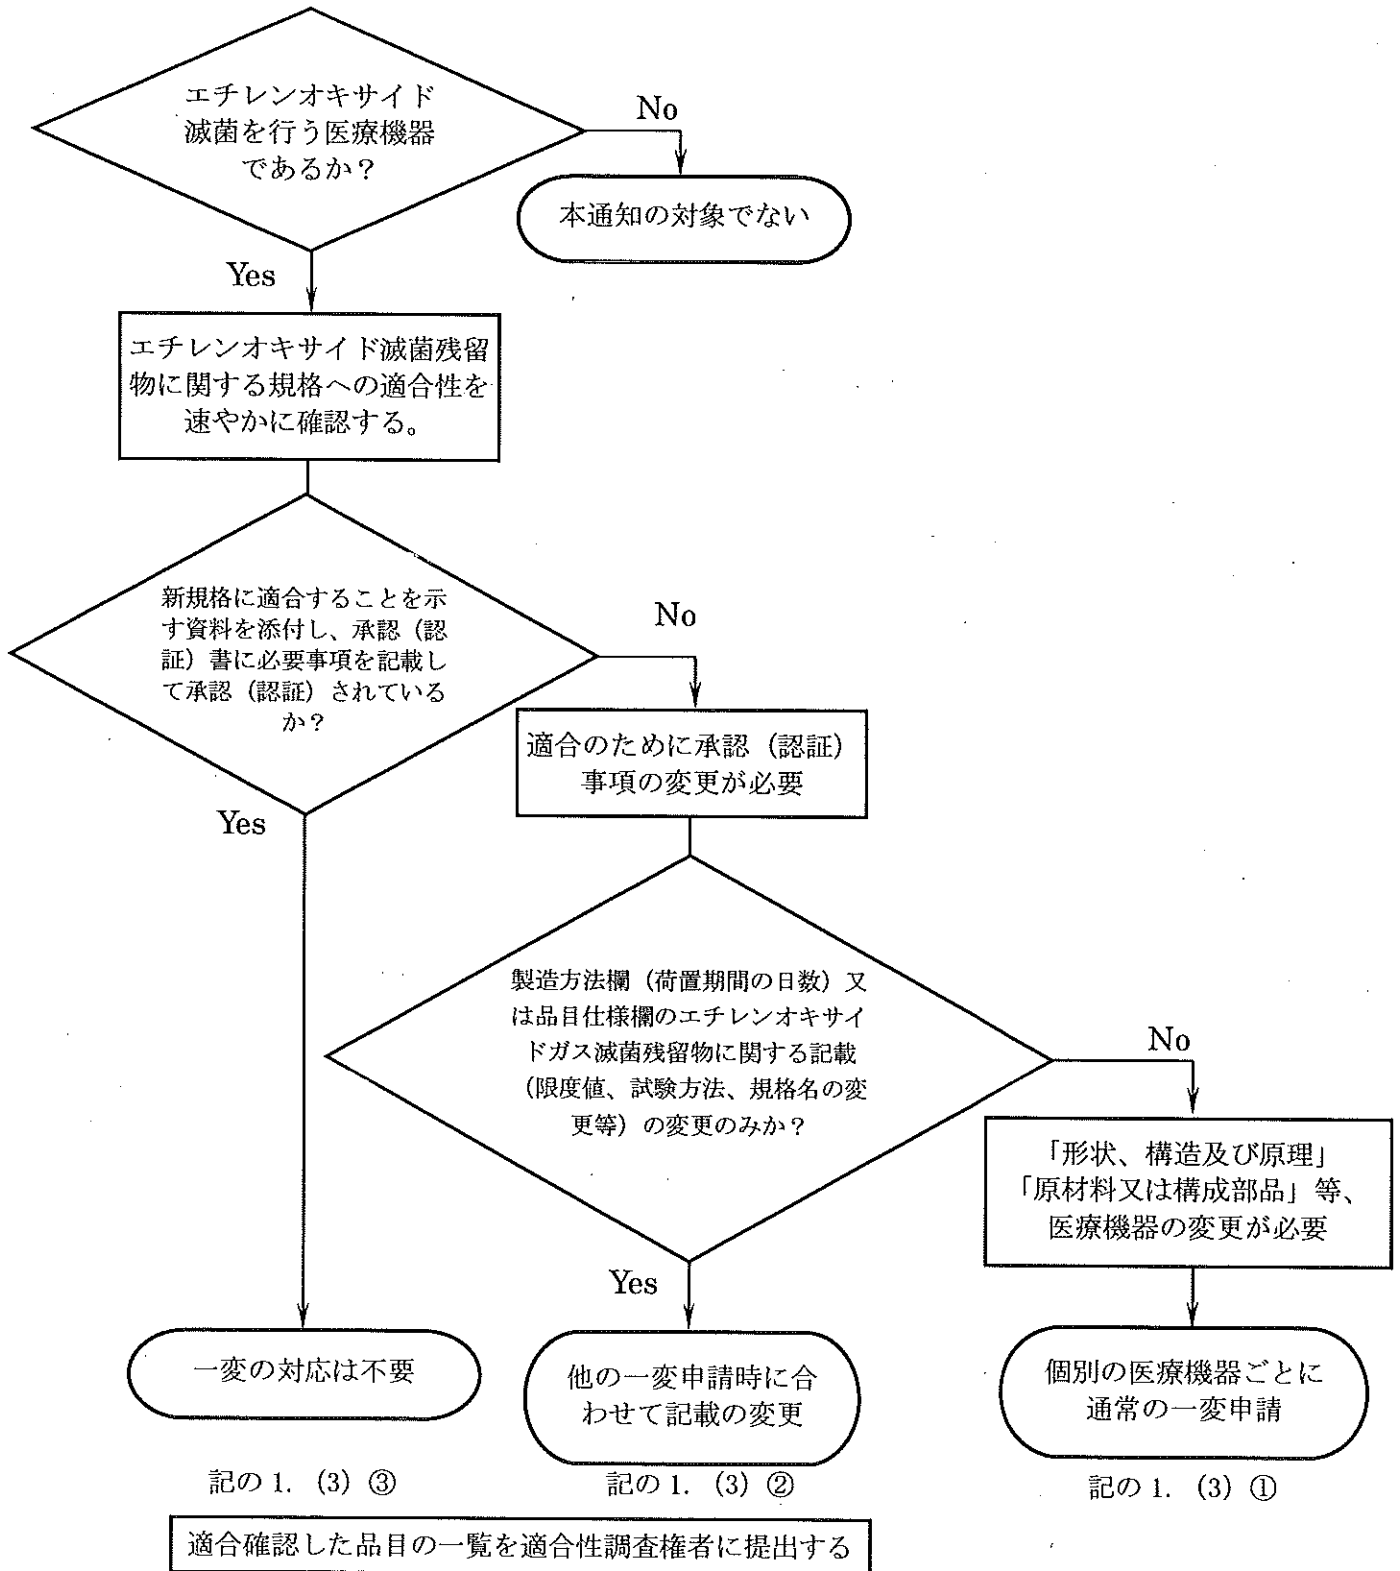 エチレンオキサイド
滅菌を行う医療機器
であるか？
No
本通知の対象でない
Yes
エチレンオキサイド滅菌残留
物に関する規格への適合性を
速やかに確認する。
新規格に適合することを示
す資料を添付し、承認（認
証）書に必要事項を記載し
て承認（認証）されている
か？
No
適合のために承認（認証）
事項の変更が必要
Yes
製造方法欄（荷置期間の日数）又
は品目仕様欄のエチレンオキサイ
ドガス滅菌残留物に関する記載
（限度値、試験方法、規格名の変
更等）の変更のみか？
No
「形状、構造及び原理」
「原材料又は構成部品」等、
医療機器の変更が必要
Yes
一変の対応は不要
他の一変申請時に合
わせて記載の変更
個別の医療機器ごとに
通常の一変申請
記の 1. (3) ③
記の 1. (3) ②
記の 1. (3) ①
適合確認した品目の一覧を適合性調査権者に提出する